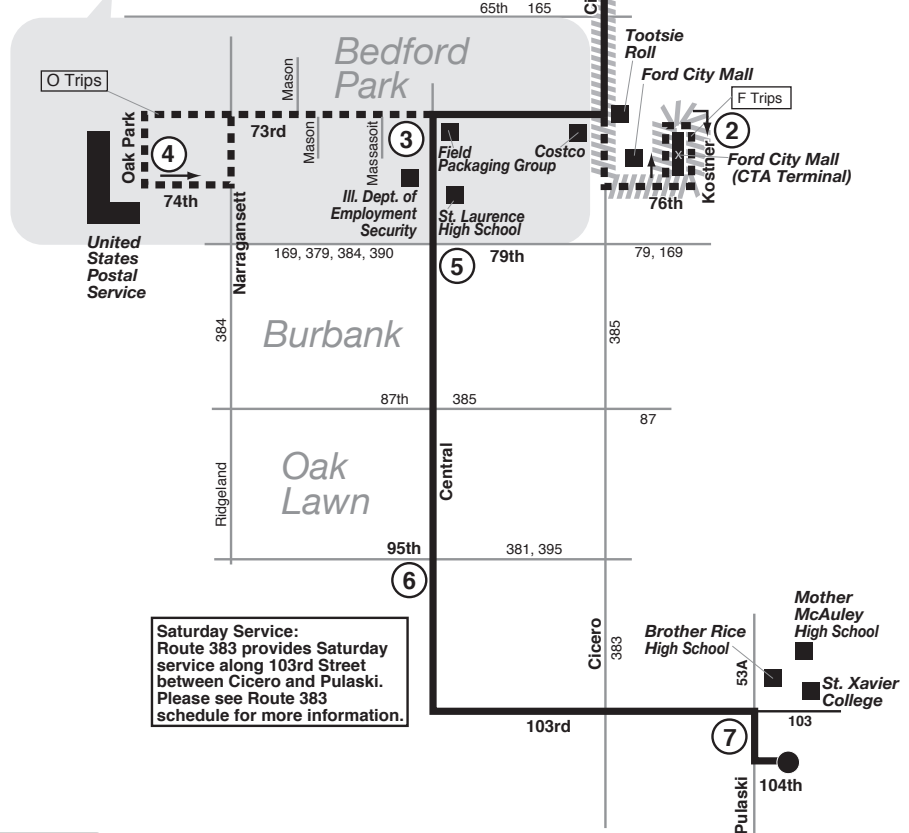 65th 165
Ci
Bedford
Park
Tootsie
Roll
Ford City Mall
O Trips
F Trips
Mason
73rd
Mason
Massasoit
3
Field
Packaging Group
Costco
2
Kostner
X
Ford City Mall
(CTA Terminal)
Oak Park
4
74th
Ill. Dept. of
Employment
Security
St. Laurence
High School
76th
United
States
Postal
Service
Narragansett
169, 379, 384, 390
5
79th
79, 169
384
Burbank
385
87th
385
87
Ridgeland
Oak
Lawn
Central
95th
381, 395
6
Saturday Service:
Route 383 provides Saturday
service along 103rd Street
between Cicero and Pulaski.
Please see Route 383
schedule for more information.
Cicero
383
Brother Rice
High School
53A
Mother
McAuley
High School
St. Xavier
College
103rd
7
103
104th
Pulaski